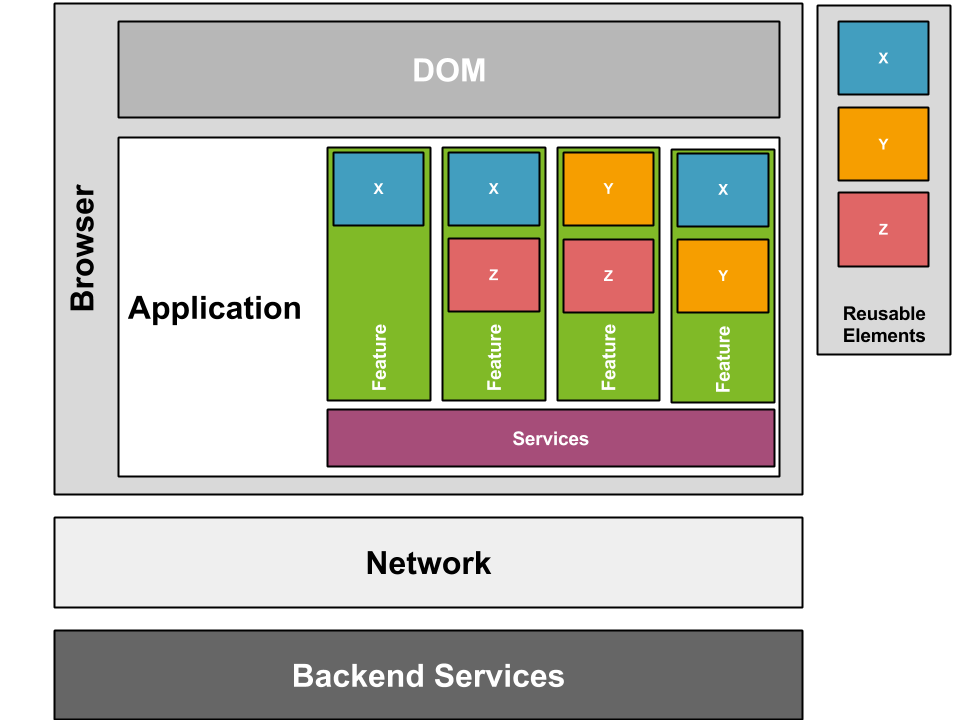 DOM
X
Y
Z
Reusable
Elements
Browser
Application
X
Feature
X
Z
Feature
Y
Z
Feature
X
Y
Feature
Services
Network
Backend Services